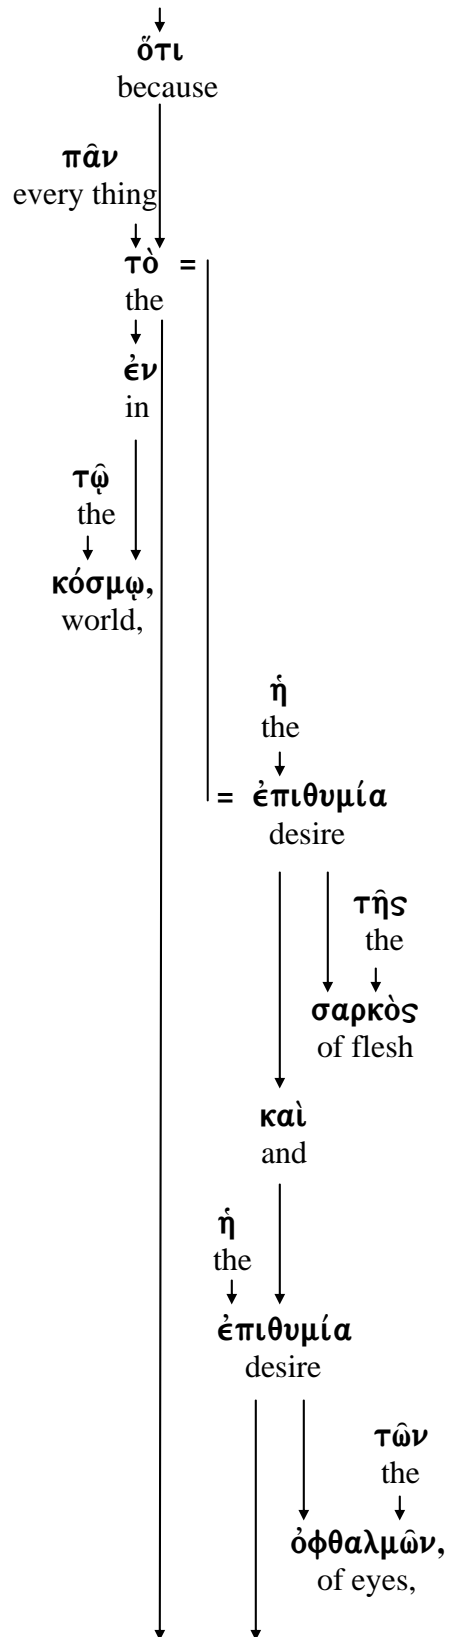 ὅτι
because
πᾶν
every thing
τὸ =
the
ἐν
in
τῷ
the
κόσμῳ,
world,
ἡ
the
= ἐπιθυμία
desire
τῆς
the
σαρκὸς
of flesh
καὶ
and
ἡ
the
ἐπιθυμία
desire
τῶν
the
ὀφθαλμῶν,
of eyes,